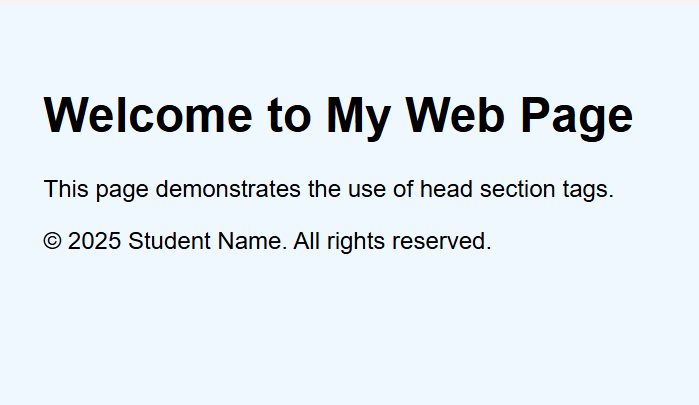 Welcome to My Web Page
This page demonstrates the use of head section tags.
© 2025 Student Name. All rights reserved.